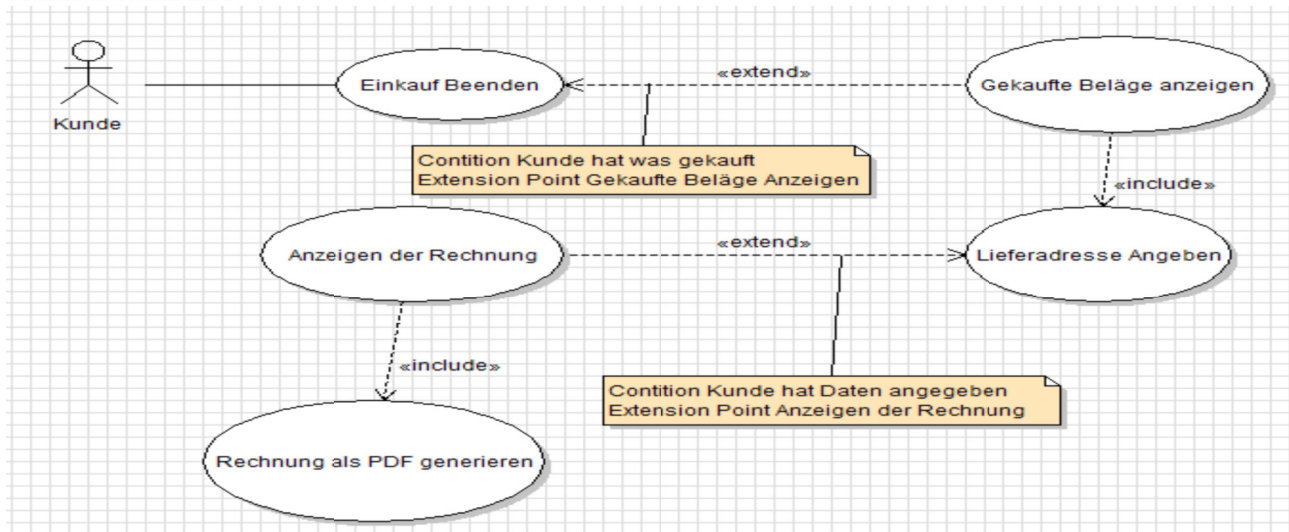 Einkauf Beenden
«extend»
Gekaufte Beläge anzeigen
Kunde
Contition Kunde hat was gekauft
Extension Point Gekaufte Beläge Anzeigen
«include»
Anzeigen der Rechnung
«extend»
Lieferadresse Angeben
«include»
Contition Kunde hat Daten angegeben
Extension Point Anzeigen der Rechnung
Rechnung als PDF generieren